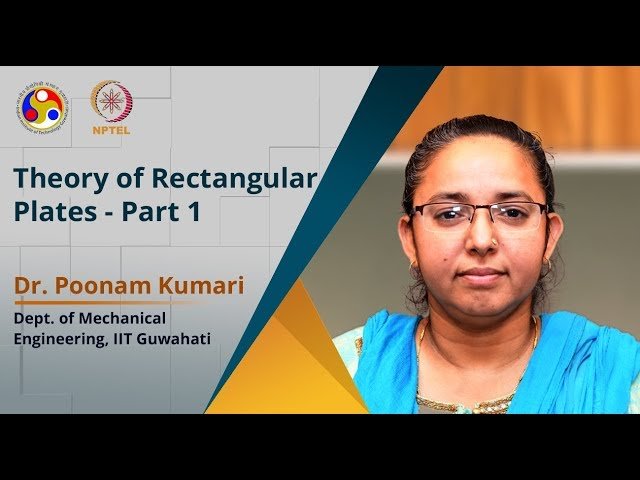 NPTEL
Theory of Rectangular
Plates - Part 1
Dr. Poonam Kumari
Dept. of Mechanical
Engineering, IIT Guwahati